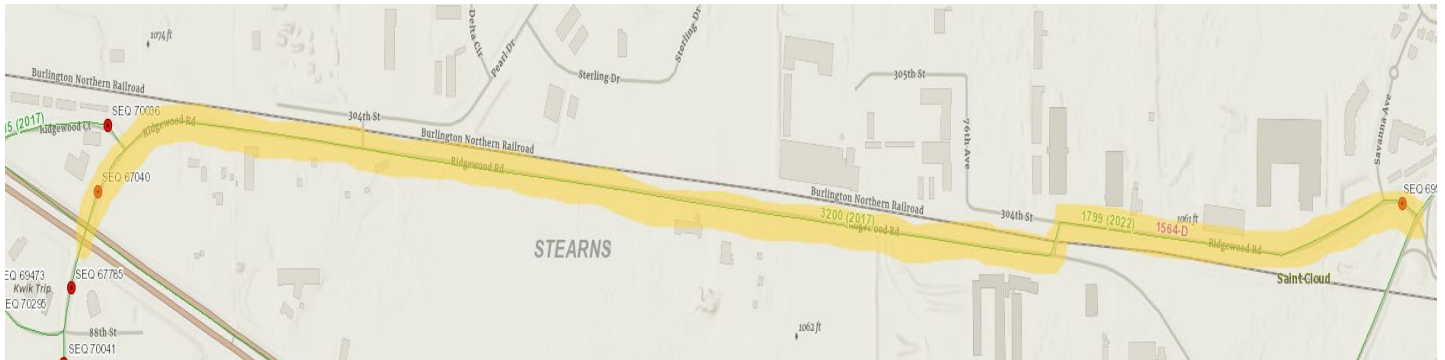 1074 ft
Delta Cir
Pearl Dr
Sterling Dr
Sterling Dr
Burlington Northern Railroad
305th St
SEQ 70036
5 (2017)
Ridgewood Ct
Ridgewood Rd
304th St
Burlington Northern Railroad
76th Ave
Savanna Ave
Ridgewood Rd
SEQ 67040
Burlington Northern Railroad
SEQ 695
304th St
3200 (2017)
Ridgewood Rd
1799 (2022)
1061 ft
1564-D
Ridgewood Rd
STEARNS
EQ 69473
SEQ 67785
Kwik Trip
EQ 70295
Saint Cloud
88th St
1062 ft
SEQ 70041